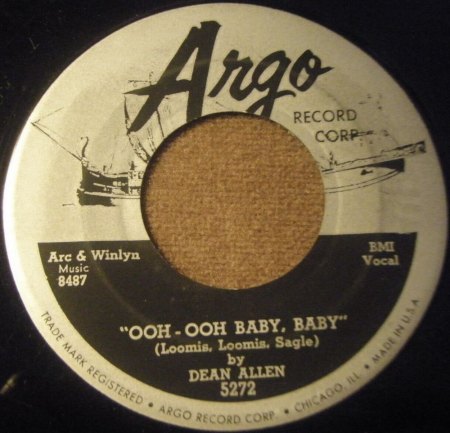 Argo
RECORD
CORP
Arc & Winlyn
Music
8487
BMI
Vocal
"OOH-OOH BABY, BABY"
(Loomis, Loomis, Sagle)
by
DEAN ALLEN
5272
TRADE MARK REGISTERED • ARGO RECORD CORP. • CHICAGO, ILL. • MADE IN U.S.A.